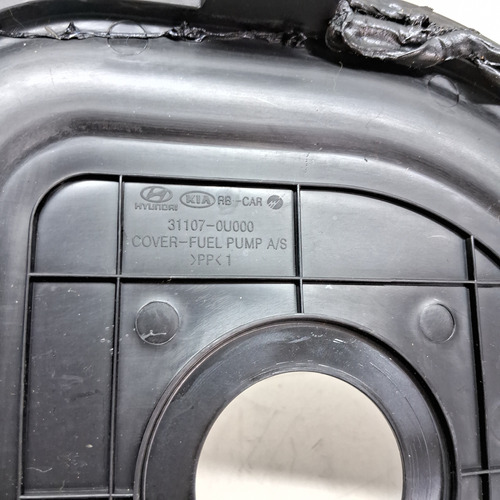 HYUNDAI KIA RB-CAR
31107-0U000
COVER-FUEL PUMP A/S
>PP< 1